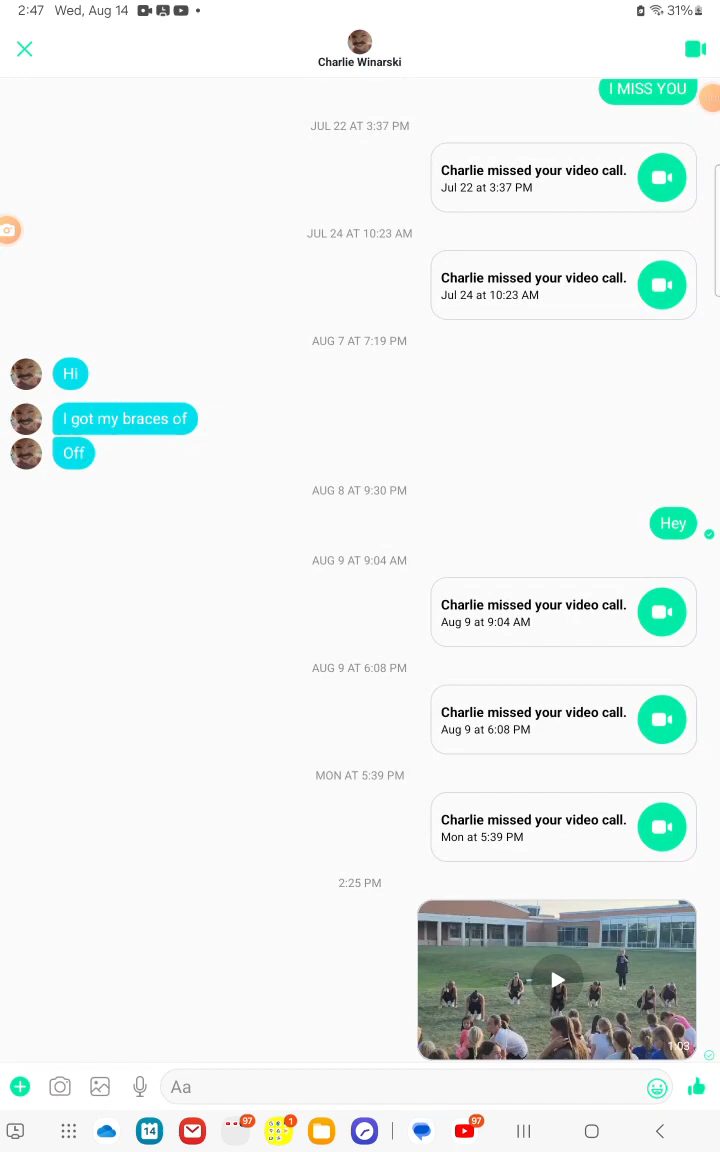 2:47 Wed, Aug 14
31%
Charlie Winarski
I MISS YOU
JUL 22 AT 3:37 PM
Charlie missed your video call.
Jul 22 at 3:37 PM
JUL 24 AT 10:23 AM
Charlie missed your video call.
Jul 24 at 10:23 AM
AUG 7 AT 7:19 PM
Hi
I got my braces of
Off
AUG 8 AT 9:30 PM
Hey
AUG 9 AT 9:04 AM
Charlie missed your video call.
Aug 9 at 9:04 AM
AUG 9 AT 6:08 PM
Charlie missed your video call.
Aug 9 at 6:08 PM
MON AT 5:39 PM
Charlie missed your video call.
Mon at 5:39 PM
2:25 PM
1:03
Aa
14
97
1
97